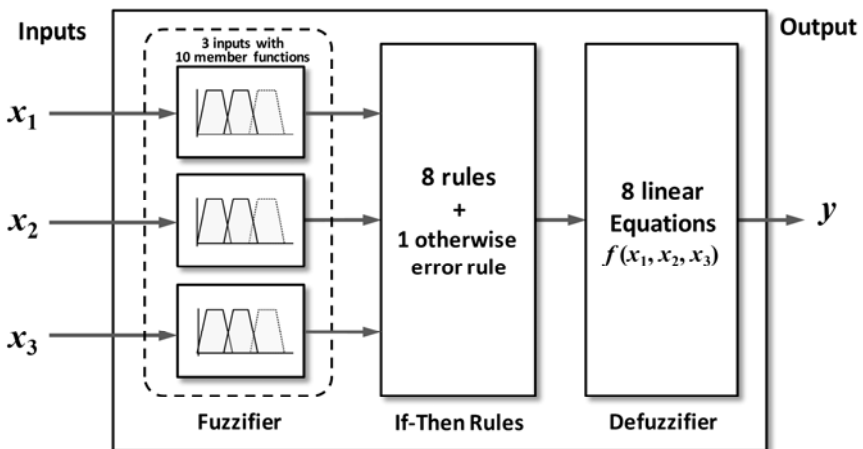 Inputs
Output
3 inputs with
10 member functions
x1
x2
x3
8 rules
+
1 otherwise
error rule
8 linear
Equations
f(x1, x2, x3)
y
Fuzzifier
If-Then Rules
Defuzzifier